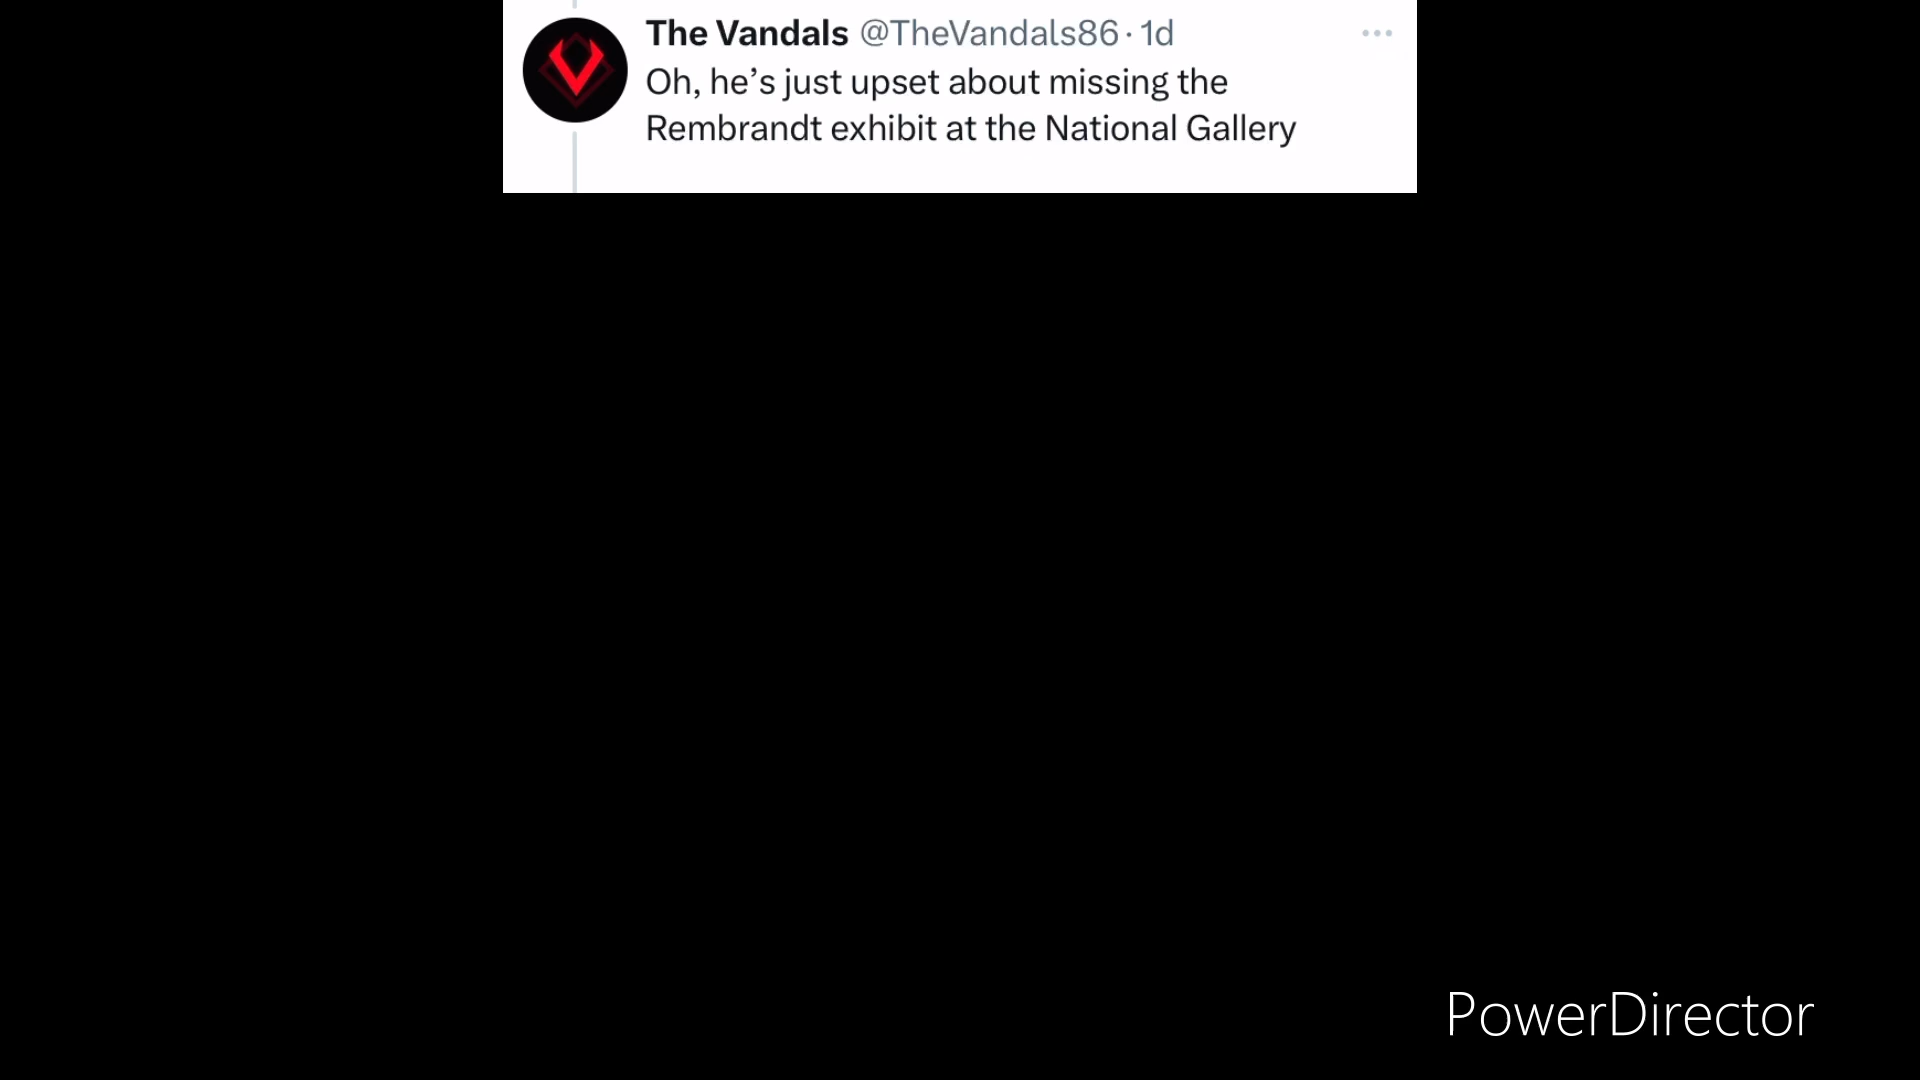 The Vandals @TheVandals86 · 1d
Oh, he’s just upset about missing the
Rembrandt exhibit at the National Gallery
PowerDirector